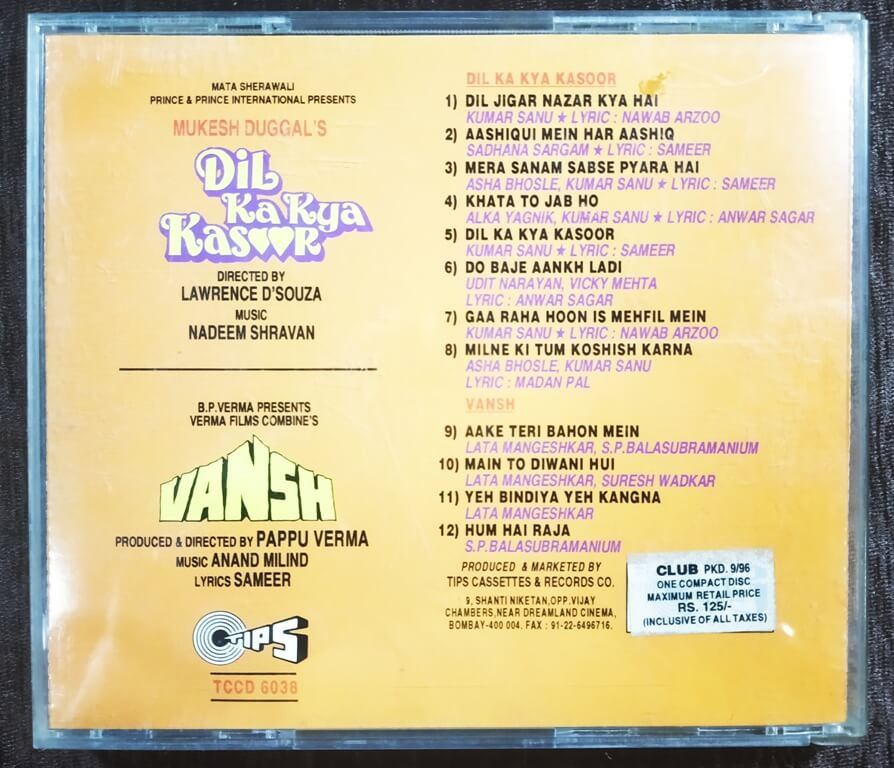 MATA SHERAWALI
PRINCE & PRINCE INTERNATIONAL PRESENTS
MUKESH DUGGAL'S
DIL
KA KYA
KASOOR
DIRECTED BY
LAWRENCE D'SOUZA
MUSIC
NADEEM SHRAVAN
B.P.VERMA PRESENTS
VERMA FILMS COMBINE'S
VANSH
PRODUCED & DIRECTED BY PAPPU VERMA
MUSIC ANAND MILIND
LYRICS SAMEER
TIPS
TCCD 6038
DIL KA KYA KASOOR
1) DIL JIGAR NAZAR KYA HAI
KUMAR SANU ★ LYRIC : NAWAB ARZOO
2) AASHIQUI MEIN HAR AASHIQ
SADHANA SARGAM ★ LYRIC : SAMEER
3) MERA SANAM SABSE PYARA HAI
ASHA BHOSLE, KUMAR SANU ★ LYRIC : SAMEER
4) KHATA TO JAB HO
ALKA YAGNIK, KUMAR SANU ★ LYRIC : ANWAR SAGAR
5) DIL KA KYA KASOOR
KUMAR SANU ★ LYRIC : SAMEER
6) DO BAJE AANKH LADI
UDIT NARAYAN, VICKY MEHTA
LYRIC : ANWAR SAGAR
7) GAA RAHA HOON IS MEHFIL MEIN
KUMAR SANU ★ LYRIC : NAWAB ARZOO
8) MILNE KI TUM KOSHISH KARNA
ASHA BHOSLE, KUMAR SANU
LYRIC : MADAN PAL
VANSH
9) AAKE TERI BAHON MEIN
LATA MANGESHKAR, S.P.BALASUBRAMANIUM
10) MAIN TO DIWANI HUI
LATA MANGESHKAR, SURESH WADKAR
11) YEH BINDIYA YEH KANGNA
LATA MANGESHKAR
12) HUM HAI RAJA
S.P.BALASUBRAMANIUM
PRODUCED & MARKETED BY
TIPS CASSETTES & RECORDS CO.
9, SHANTI NIKETAN,OPP.VIJAY
CHAMBERS,NEAR DREAMLAND CINEMA,
BOMBAY-400 004. FAX : 91-22-6496716.
CLUB PKD. 9/96
ONE COMPACT DISC
MAXIMUM RETAIL PRICE
RS. 125/-
(INCLUSIVE OF ALL TAXES)